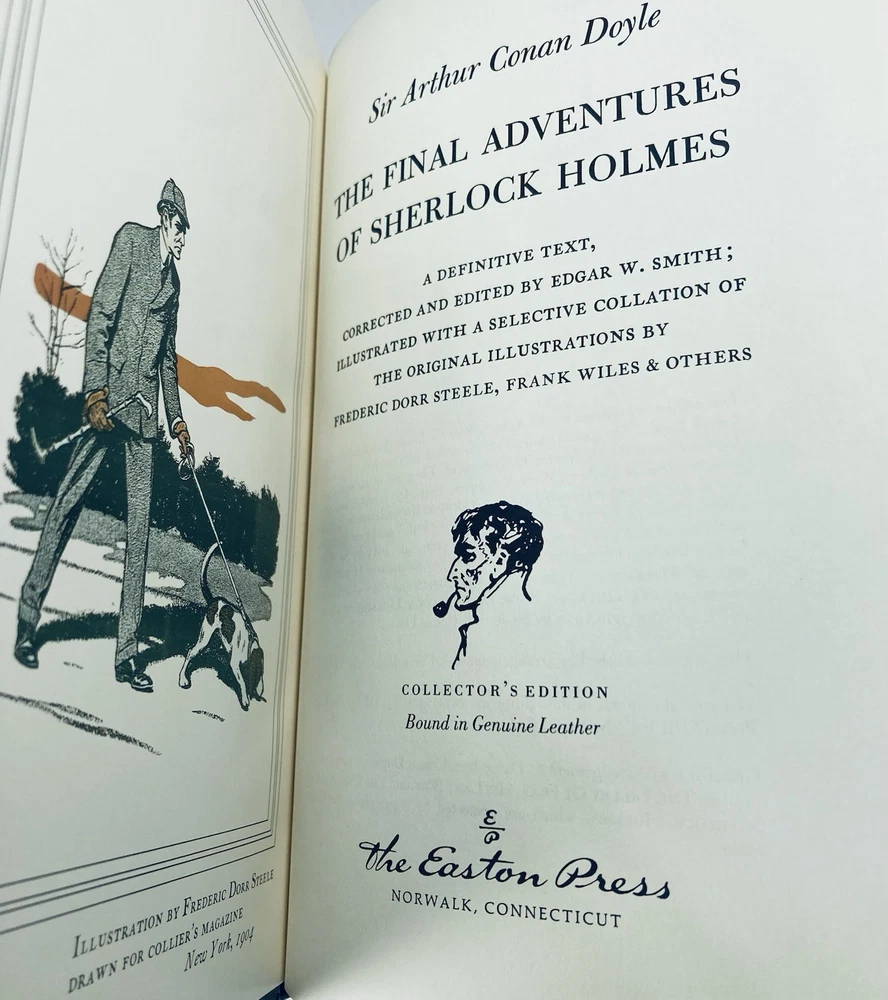 ILLUSTRATION BY FREDERIC DORR STEELE
DRAWN FOR COLLIER'S MAGAZINE
New York, 1904
Sir Arthur Conan Doyle
THE FINAL ADVENTURES
OF SHERLOCK HOLMES
A DEFINITIVE TEXT,
CORRECTED AND EDITED BY EDGAR W. SMITH;
ILLUSTRATED WITH A SELECTIVE COLLATION OF
THE ORIGINAL ILLUSTRATIONS BY
FREDERIC DORR STEELE, FRANK WILES & OTHERS
COLLECTOR'S EDITION
Bound in Genuine Leather
E
P
The Easton Press
NORWALK, CONNECTICUT